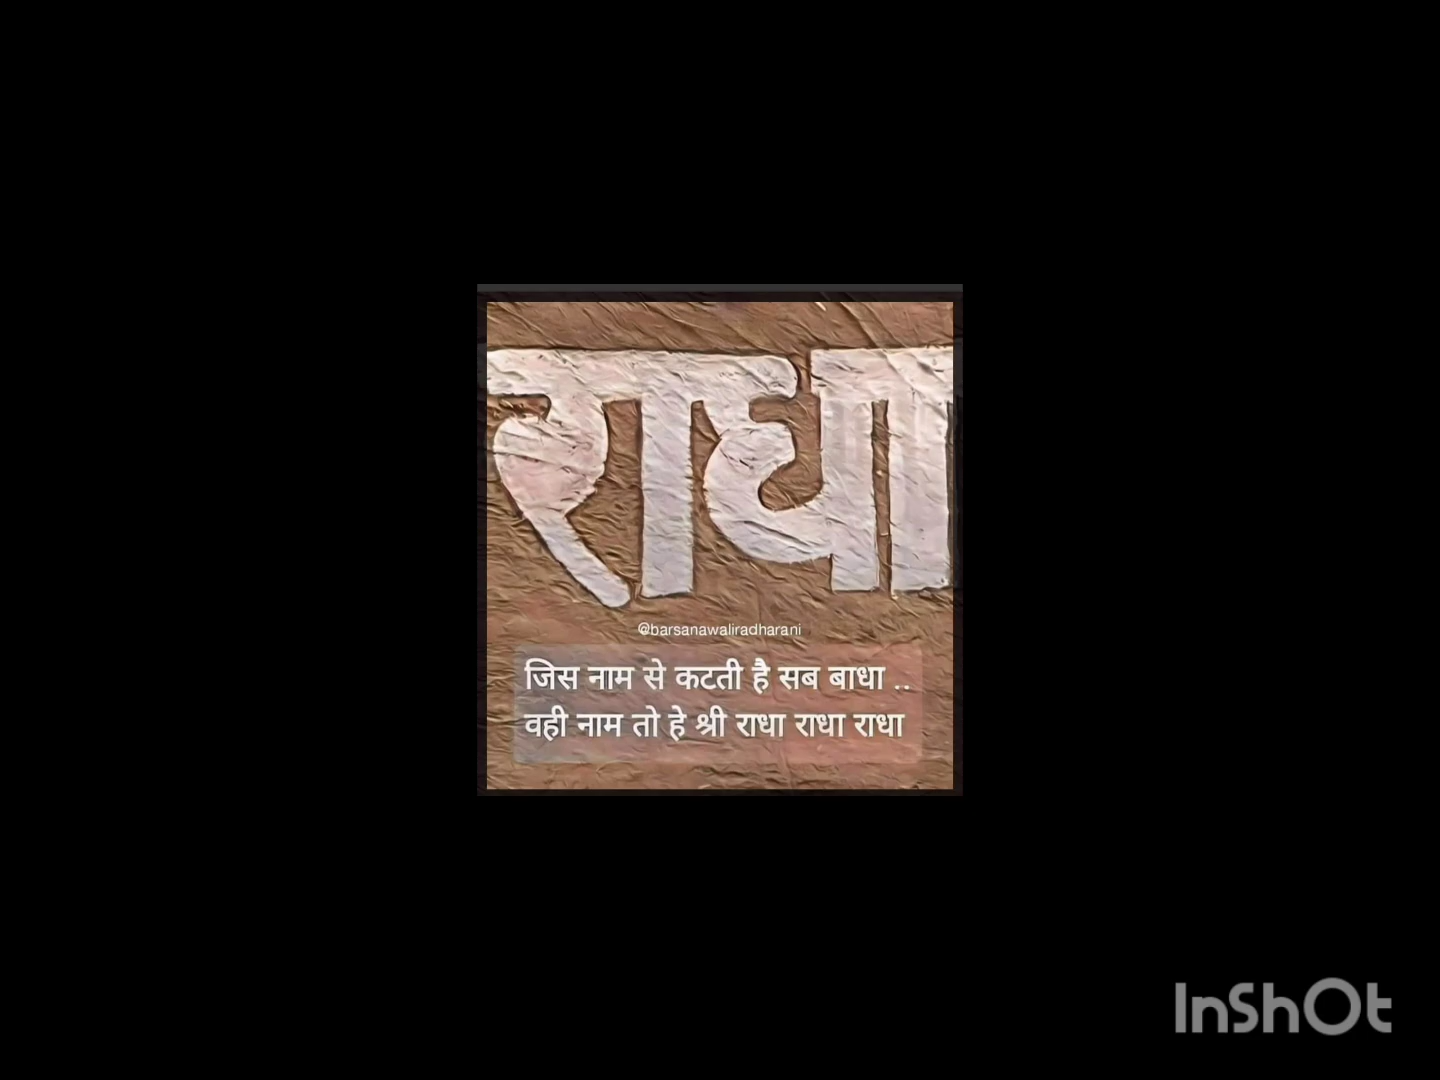 राधा
@barsanawaliradharani
जिस नाम से कटती है सब बाधा ..
वही नाम तो हे श्री राधा राधा राधा
InShOt